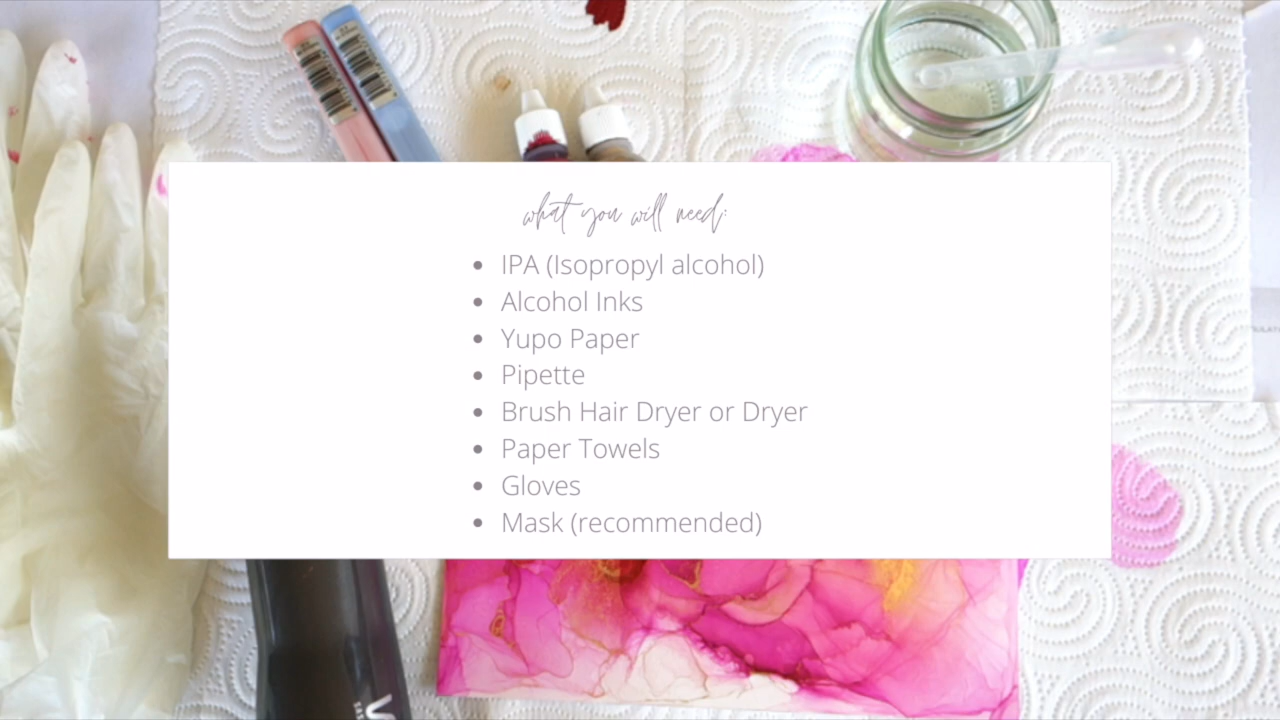 what you will need:
• IPA (Isopropyl alcohol)
• Alcohol Inks
• Yupo Paper
• Pipette
• Brush Hair Dryer or Dryer
• Paper Towels
• Gloves
• Mask (recommended)